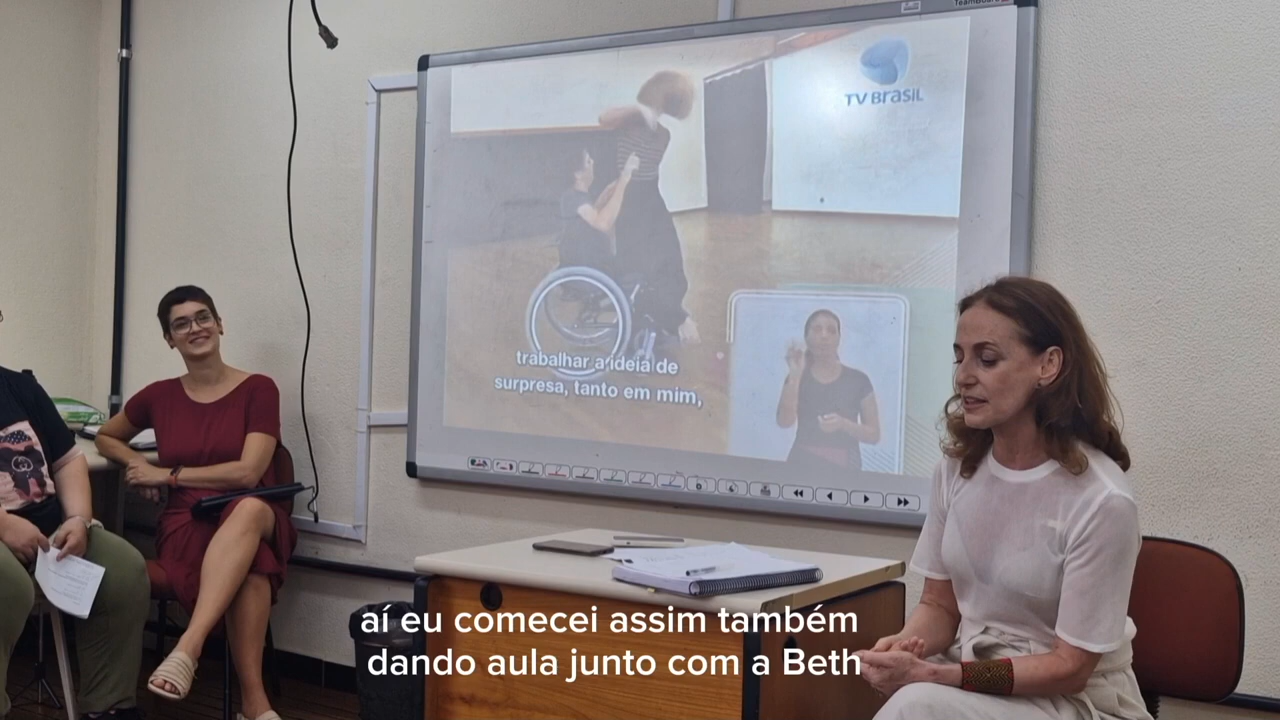 TeamBoard
TV BRASIL
trabalhar a ideia de
surpresa, tanto em mim,
aí eu comecei assim também
dando aula junto com a Beth